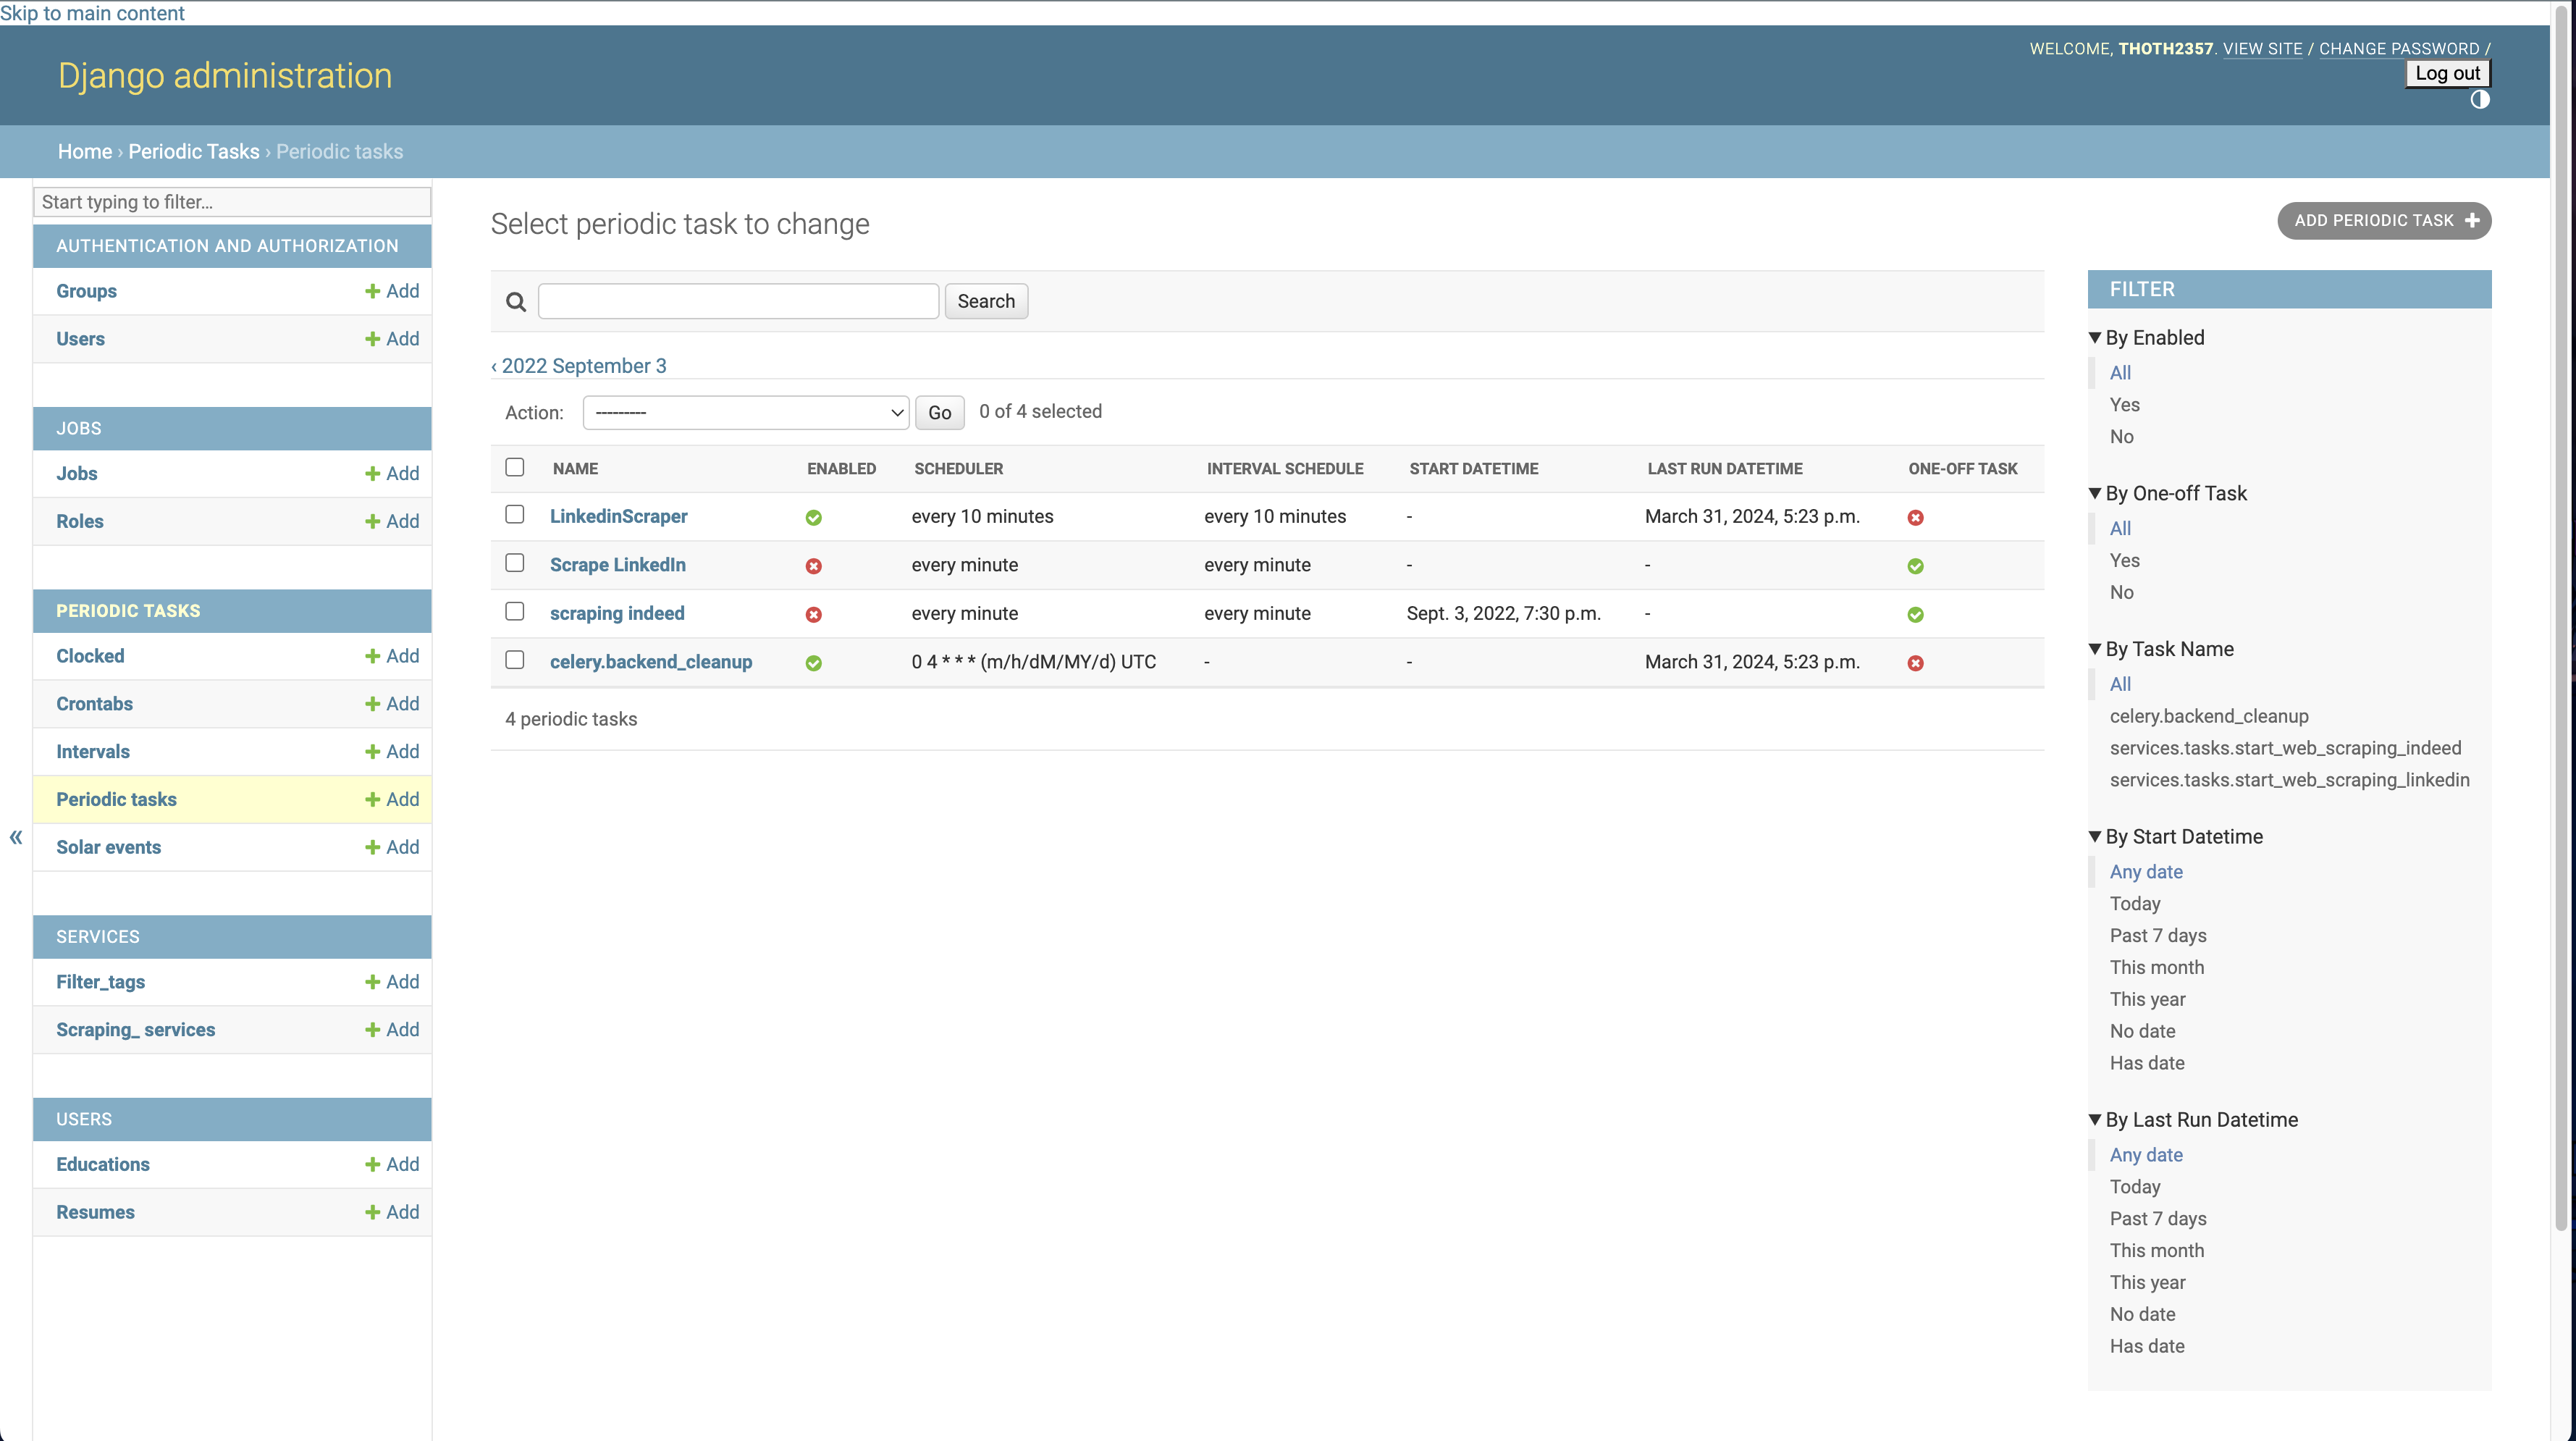 Skip to main content
Django administration
WELCOME, THOTH2357. VIEW SITE / CHANGE PASSWORD /
Log out
Home › Periodic Tasks › Periodic tasks
Start typing to filter...
AUTHENTICATION AND AUTHORIZATION
Groups + Add
Users + Add
JOBS
Jobs + Add
Roles + Add
PERIODIC TASKS
Clocked + Add
Crontabs + Add
Intervals + Add
Periodic tasks + Add
Solar events + Add
«
SERVICES
Filter_tags + Add
Scraping_ services + Add
USERS
Educations + Add
Resumes + Add
Select periodic task to change
ADD PERIODIC TASK +
Search
‹ 2022 September 3
Action: --------- Go 0 of 4 selected
NAME ENABLED SCHEDULER INTERVAL SCHEDULE START DATETIME LAST RUN DATETIME ONE-OFF TASK
LinkedinScraper every 10 minutes every 10 minutes - March 31, 2024, 5:23 p.m.
Scrape LinkedIn every minute every minute - -
scraping indeed every minute every minute Sept. 3, 2022, 7:30 p.m. -
celery.backend_cleanup 0 4 * * * (m/h/dM/MY/d) UTC - - March 31, 2024, 5:23 p.m.
4 periodic tasks
FILTER
By Enabled
All
Yes
No
By One-off Task
All
Yes
No
By Task Name
All
celery.backend_cleanup
services.tasks.start_web_scraping_indeed
services.tasks.start_web_scraping_linkedin
By Start Datetime
Any date
Today
Past 7 days
This month
This year
No date
Has date
By Last Run Datetime
Any date
Today
Past 7 days
This month
This year
No date
Has date